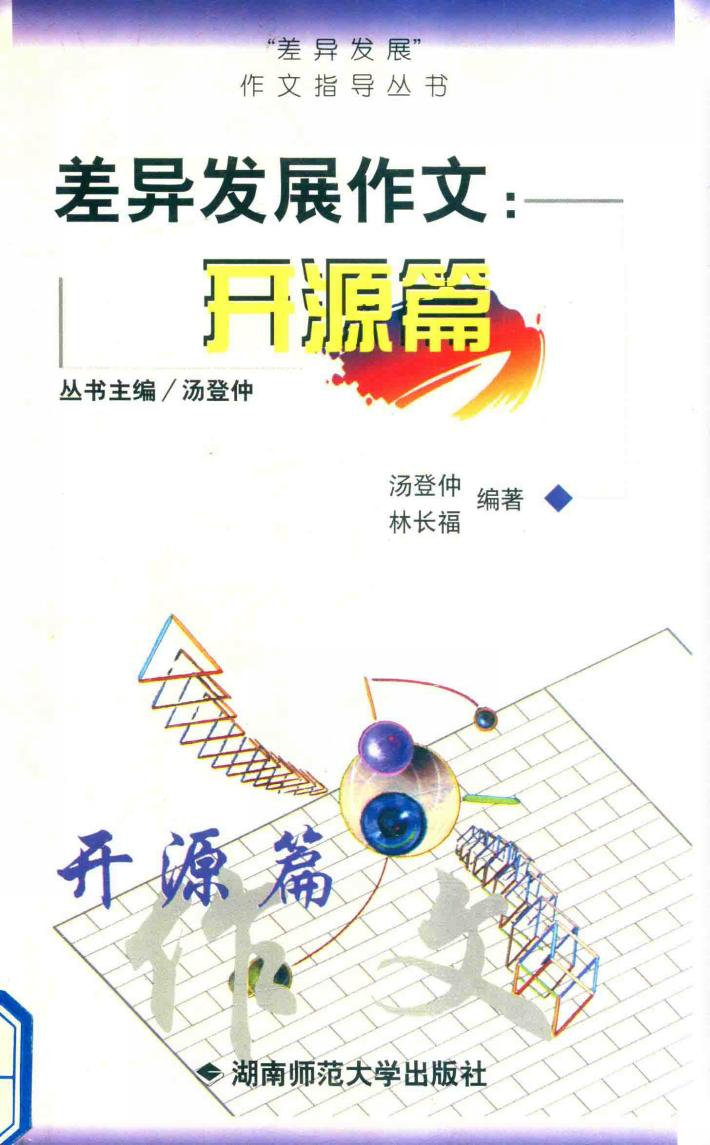 “差异发展”
作文指导丛书
差异发展作文：
开源篇
丛书主编／汤登仲
汤登仲
林长福
编著
开源篇
作文
湖南师范大学出版社